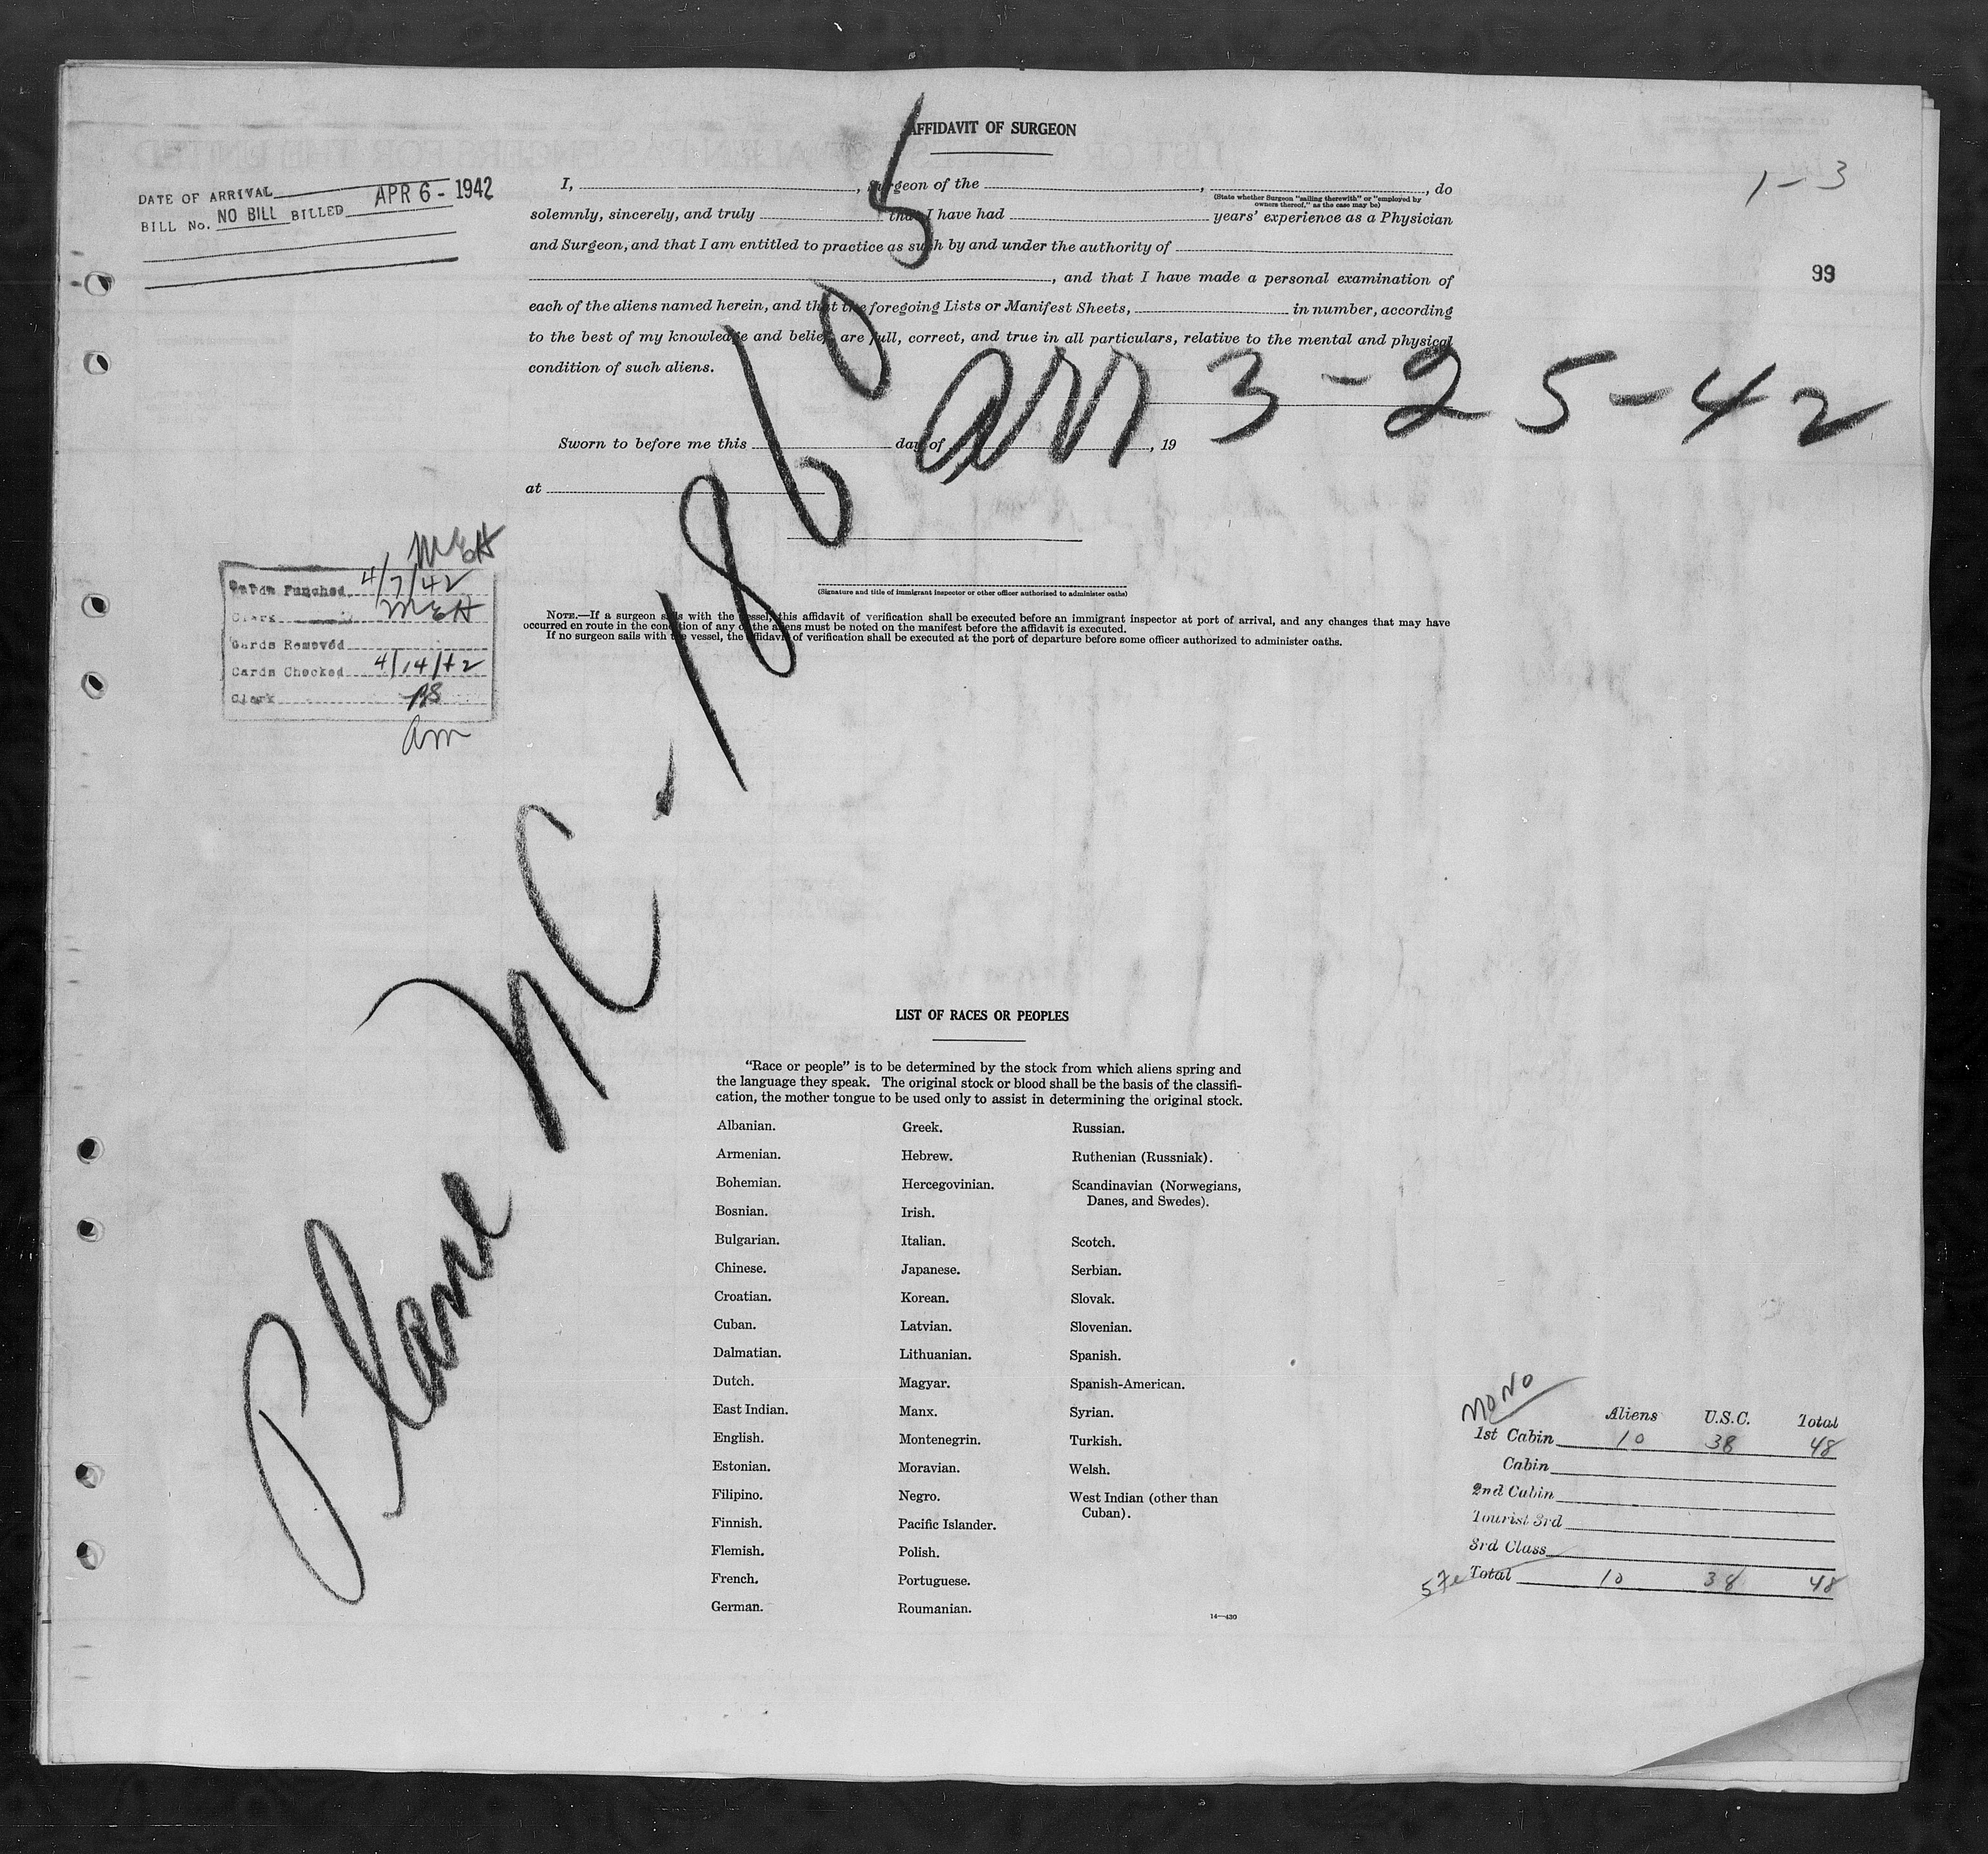 AFFIDAVIT OF SURGEON
DATE OF ARRIVAL
BILL No. NO BILL BILLED APR 6 - 1942
1-3
99
I, , Surgeon of the , , do
(State whether Surgeon "sailing therewith" or "employed by
owners thereof," as the case may be)
solemnly, sincerely, and truly that I have had years' experience as a Physician
and Surgeon, and that I am entitled to practice as such by and under the authority of
, and that I have made a personal examination of
each of the aliens named herein, and that the foregoing Lists or Manifest Sheets, in number, according
to the best of my knowledge and belief, are full, correct, and true in all particulars, relative to the mental and physical
condition of such aliens.
arr 3-25-42
Sworn to before me this day of , 19
at
(Signature and title of immigrant inspector or other officer authorized to administer oaths)
NOTE.—If a surgeon sails with the vessel, this affidavit of verification shall be executed before an immigrant inspector at port of arrival, and any changes that may have
occurred en route in the condition of any of the aliens must be noted on the manifest before the affidavit is executed.
If no surgeon sails with the vessel, the affidavit of verification shall be executed at the port of departure before some officer authorized to administer oaths.
MEH
Cards Punched 4/7/42
Clerk MEH
Cards Removed
Cards Checked 4/14/42
Clerk
am
Plane NC-18605
LIST OF RACES OR PEOPLES
"Race or people" is to be determined by the stock from which aliens spring and
the language they speak. The original stock or blood shall be the basis of the classifi-
cation, the mother tongue to be used only to assist in determining the original stock.
Albanian.
Armenian.
Bohemian.
Bosnian.
Bulgarian.
Chinese.
Croatian.
Cuban.
Dalmatian.
Dutch.
East Indian.
English.
Estonian.
Filipino.
Finnish.
Flemish.
French.
German.
Greek.
Hebrew.
Hercegovinian.
Irish.
Italian.
Japanese.
Korean.
Latvian.
Lithuanian.
Magyar.
Manx.
Montenegrin.
Moravian.
Negro.
Pacific Islander.
Polish.
Portuguese.
Roumanian.
Russian.
Ruthenian (Russniak).
Scandinavian (Norwegians,
Danes, and Swedes).
Scotch.
Serbian.
Slovak.
Slovenian.
Spanish.
Spanish-American.
Syrian.
Turkish.
Welsh.
West Indian (other than
Cuban).
14—430
Aliens U.S.C. Total
1st Cabin 10 38 48
Cabin
2nd Cabin
Tourist 3rd
3rd Class
Total 10 38 48